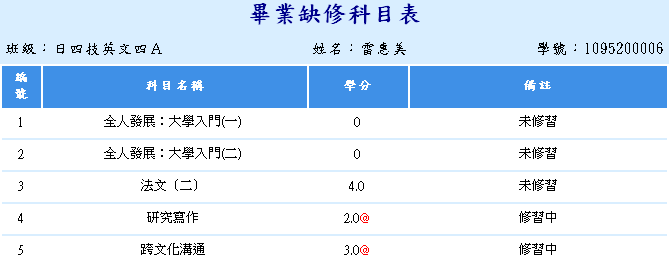 畢業缺修科目表
班級：日四技英文四A 姓名：雷惠美 學號：1095200006
編號 科目名稱 學分 備註
1 全人發展：大學入門(一) 0 未修習
2 全人發展：大學入門(二) 0 未修習
3 法文〔二〕 4.0 未修習
4 研究寫作 2.0@ 修習中
5 跨文化溝通 3.0@ 修習中